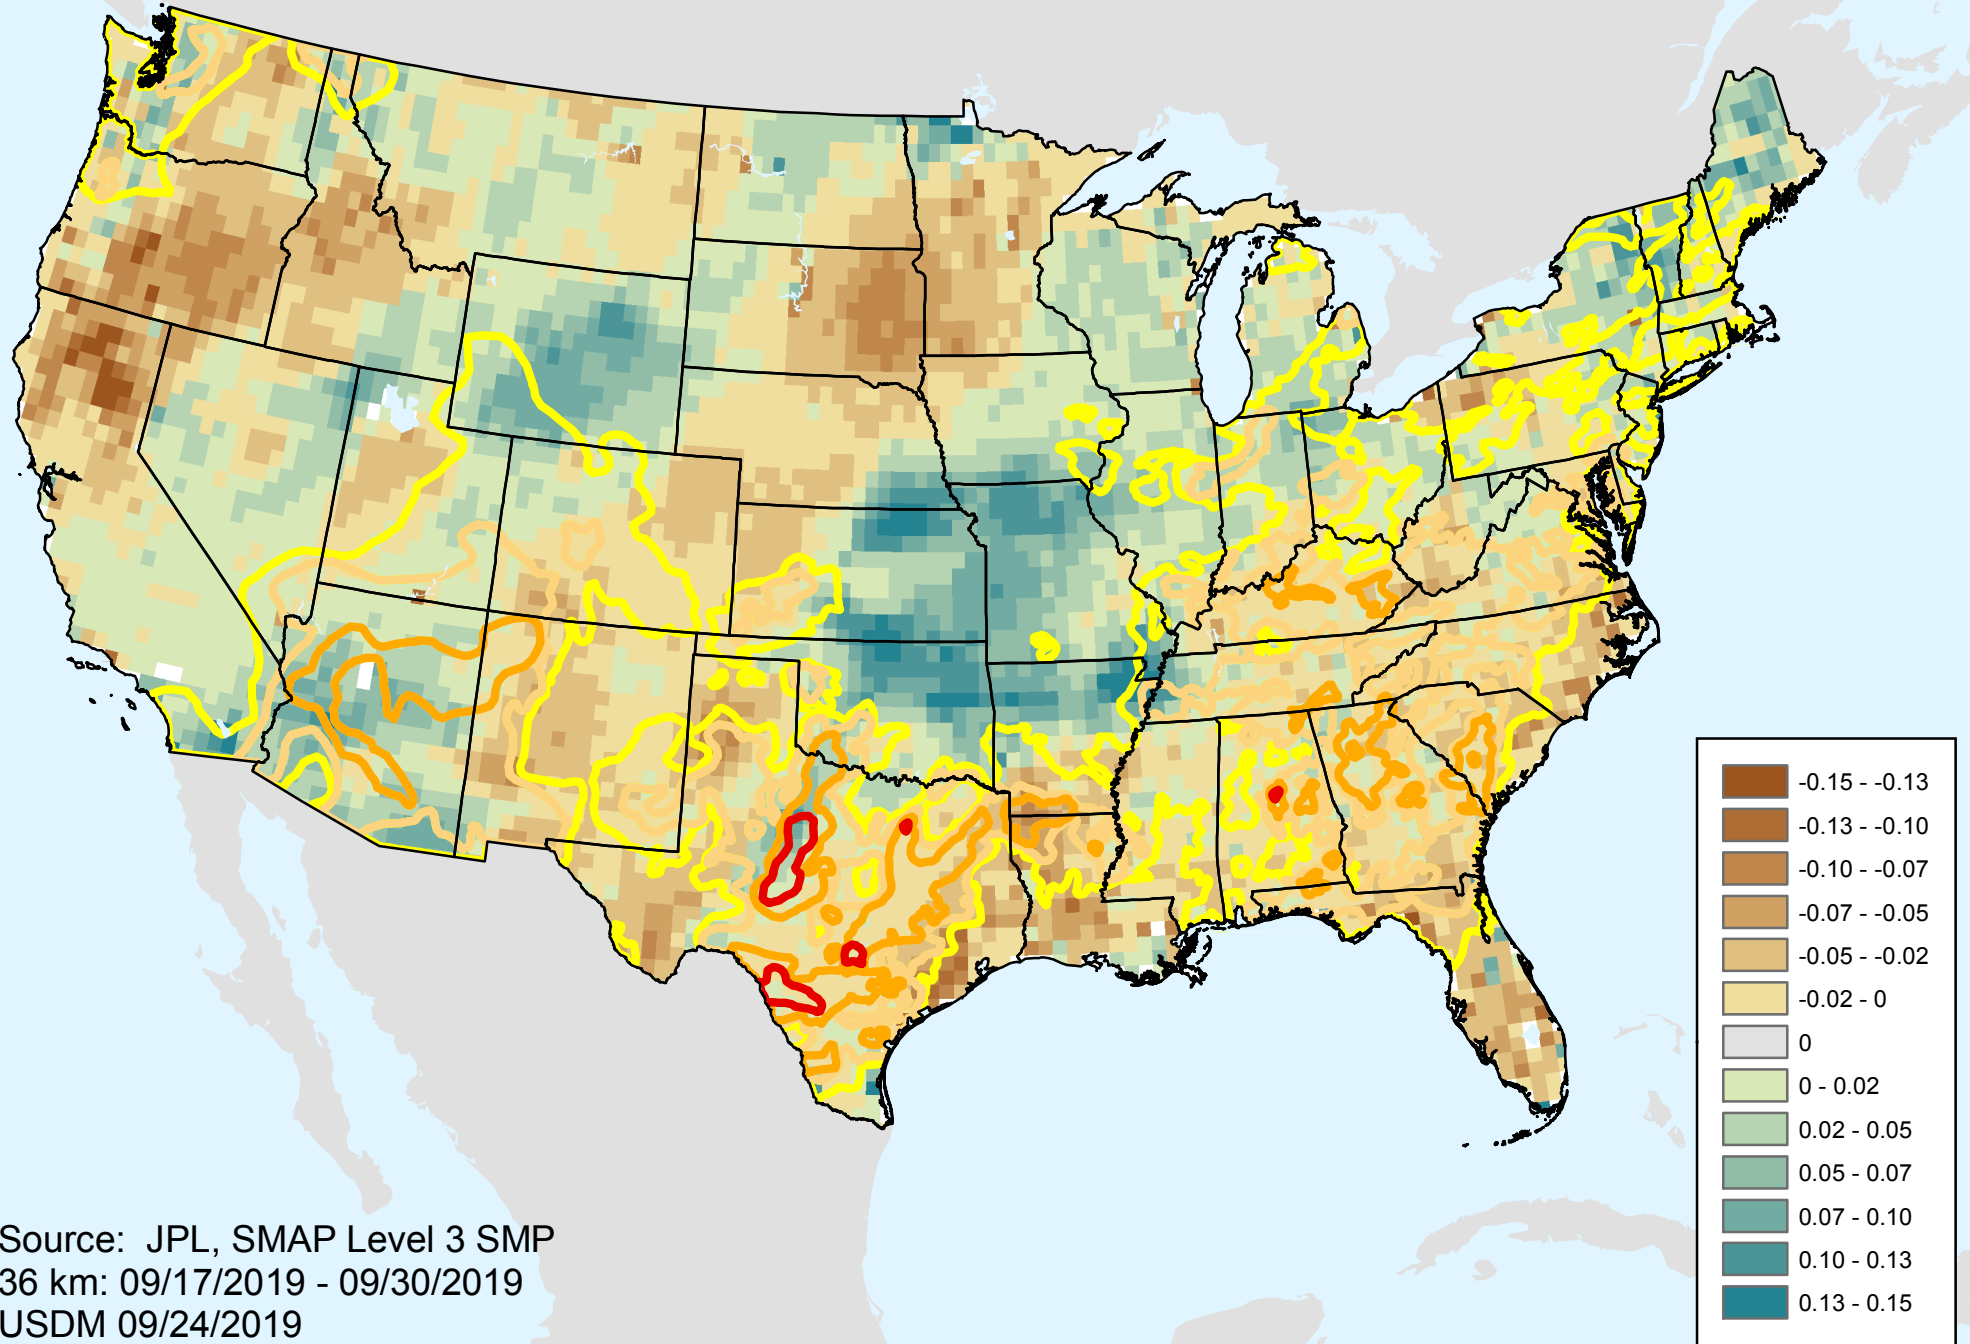 -0.15 - -0.13
-0.13 - -0.10
-0.10 - -0.07
-0.07 - -0.05
-0.05 - -0.02
-0.02 - 0
0
0 - 0.02
0.02 - 0.05
0.05 - 0.07
0.07 - 0.10
0.10 - 0.13
0.13 - 0.15
Source: JPL, SMAP Level 3 SMP
36 km: 09/17/2019 - 09/30/2019
USDM 09/24/2019